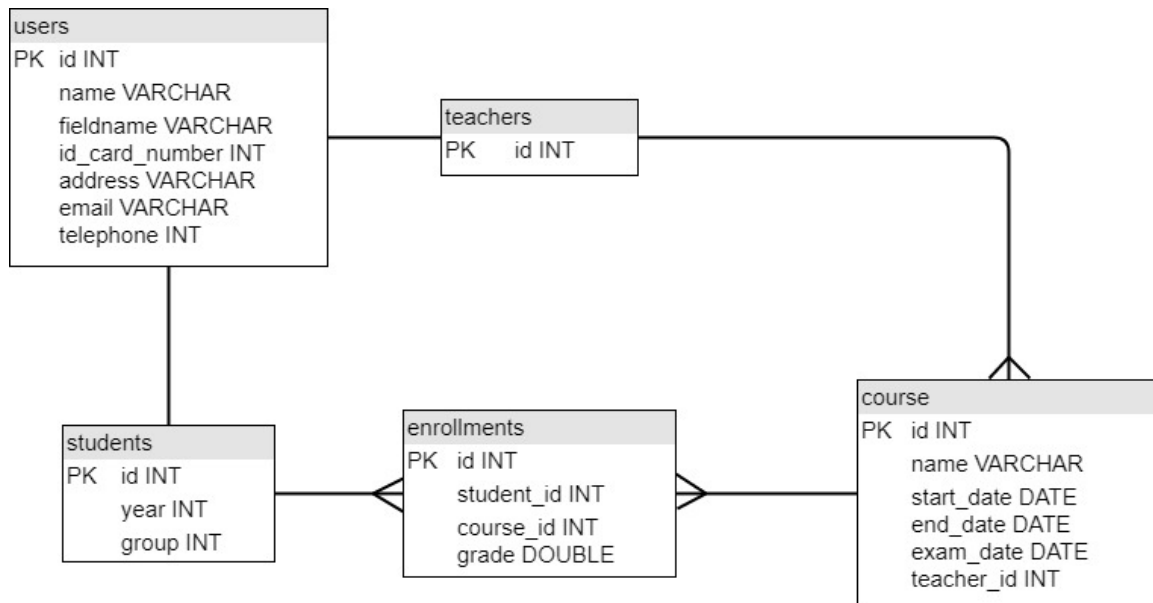 users
PK id INT
name VARCHAR
fieldname VARCHAR
id_card_number INT
address VARCHAR
email VARCHAR
telephone INT
teachers
PK id INT
students
PK id INT
year INT
group INT
enrollments
PK id INT
student_id INT
course_id INT
grade DOUBLE
course
PK id INT
name VARCHAR
start_date DATE
end_date DATE
exam_date DATE
teacher_id INT